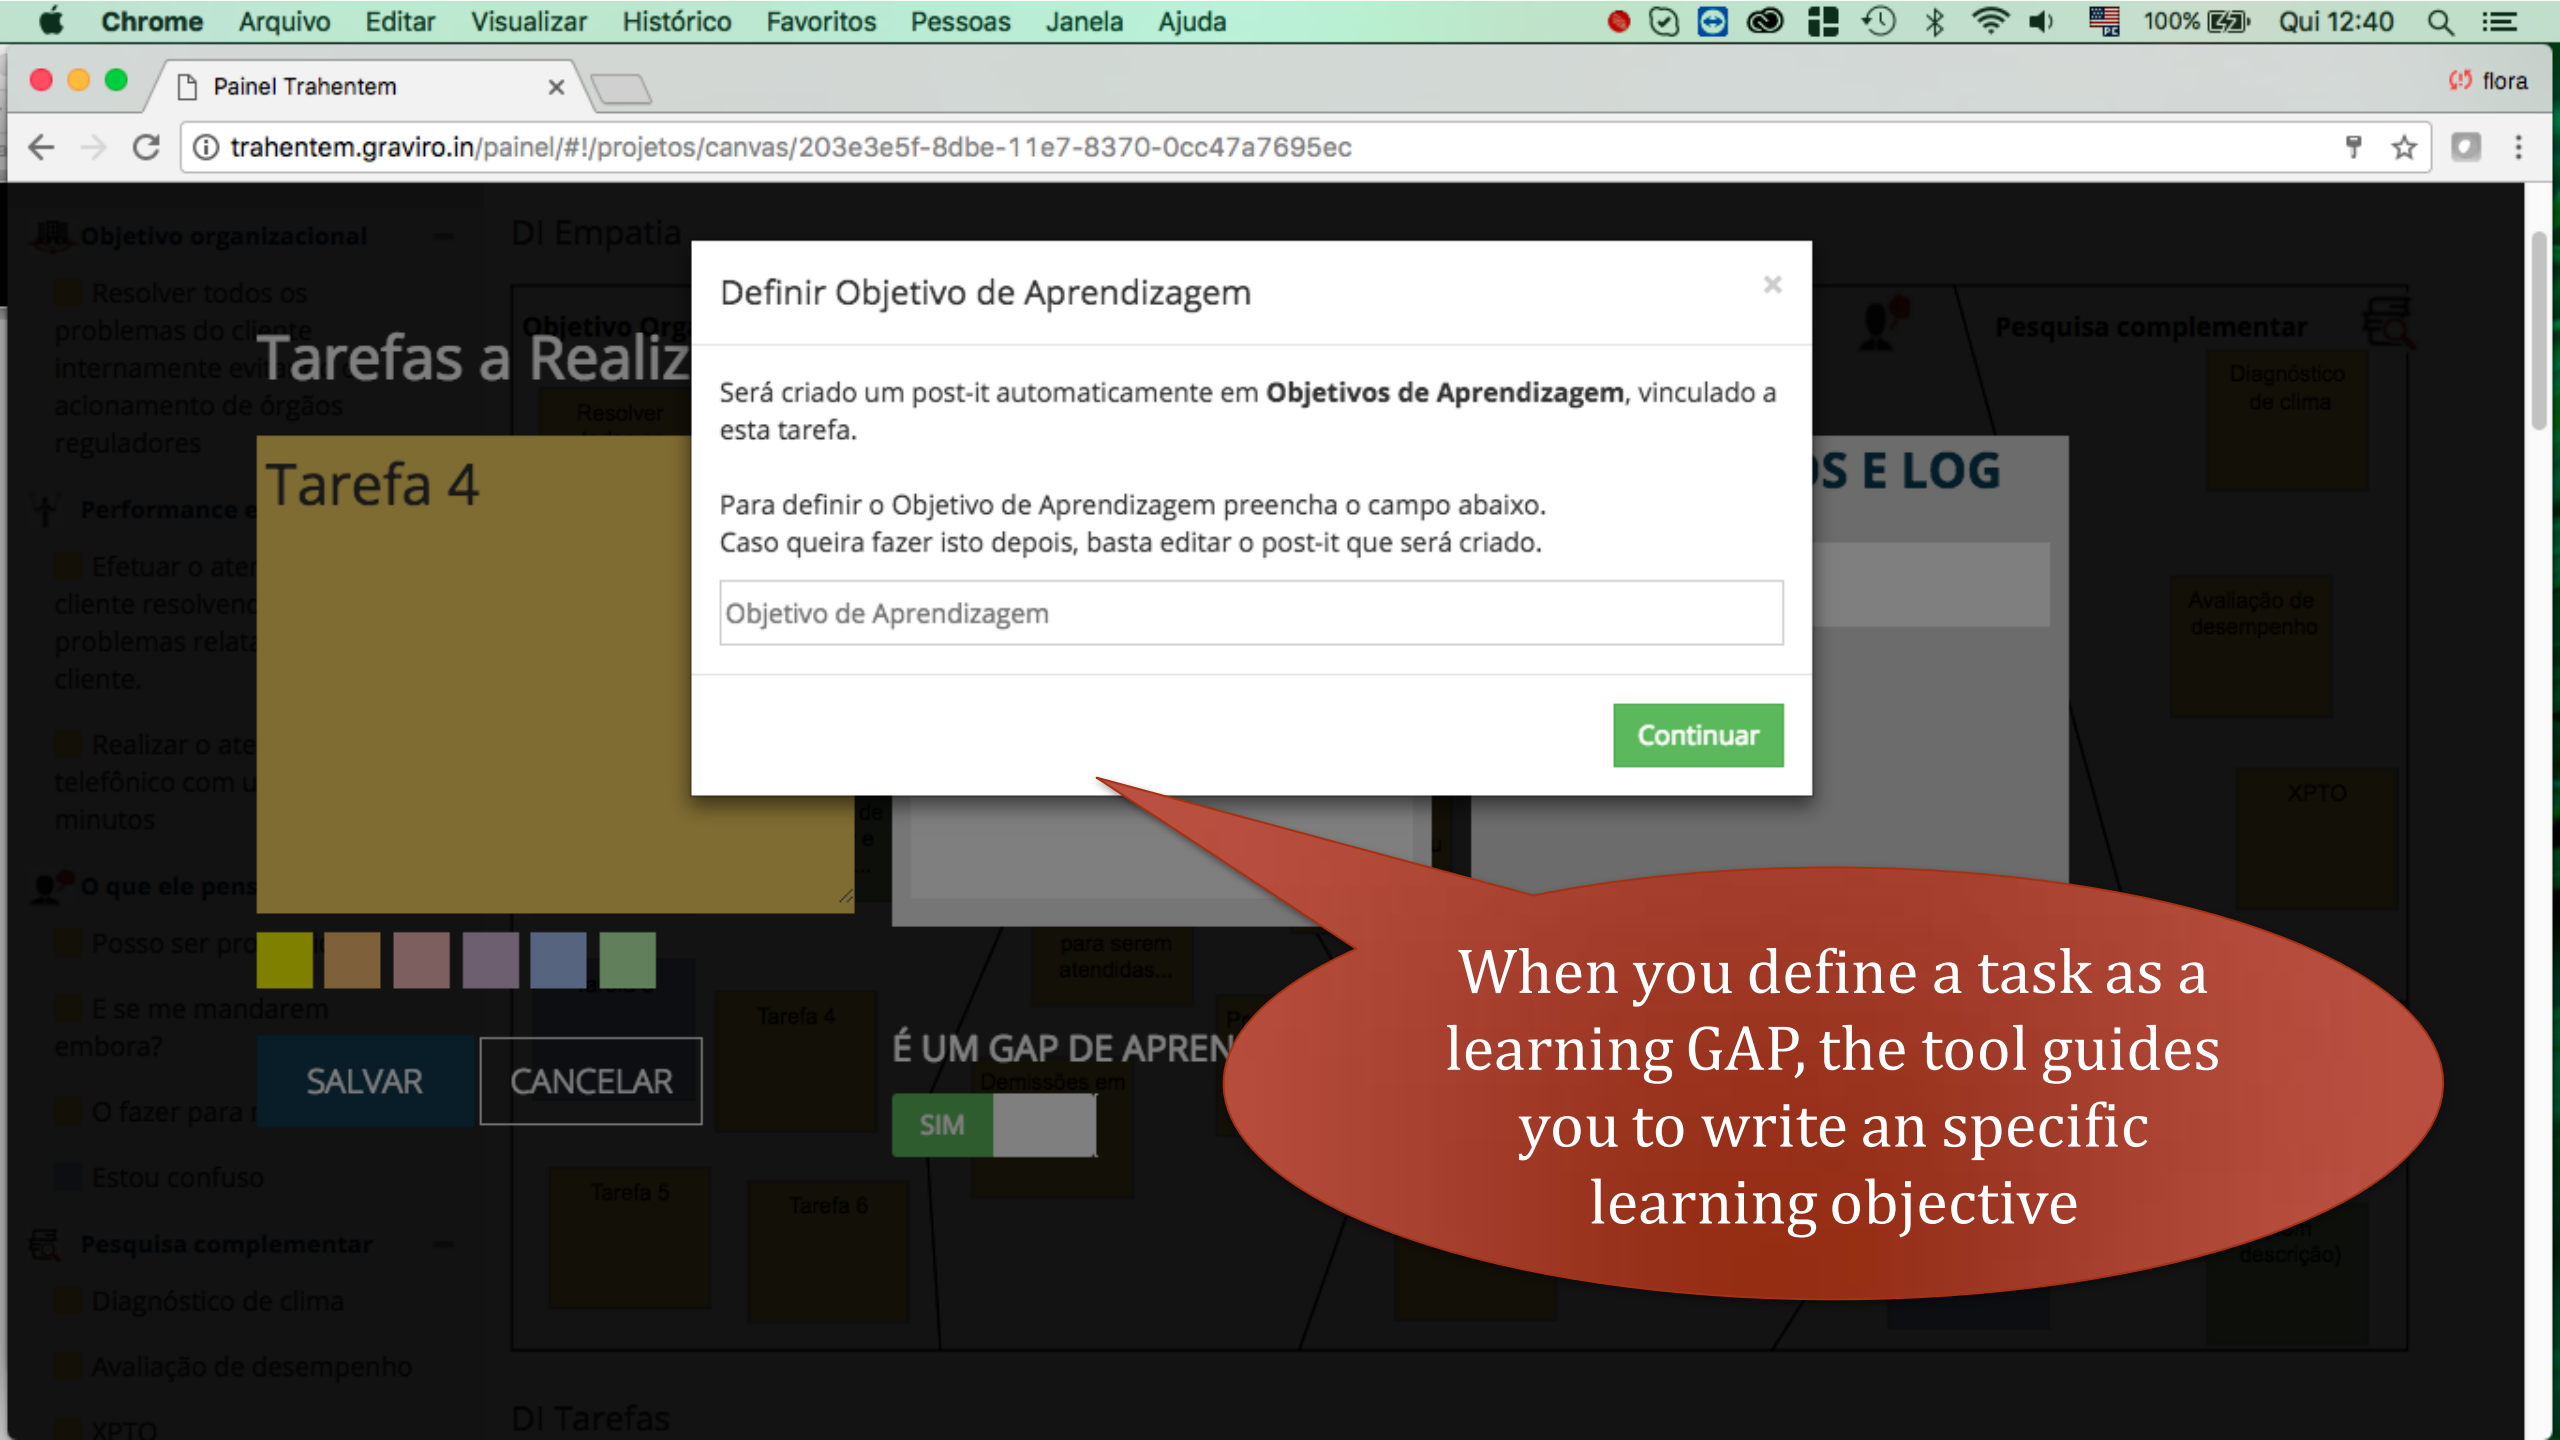 Chrome Arquivo Editar Visualizar Histórico Favoritos Pessoas Janela Ajuda 100% Qui 12:40
Painel Trahentem
flora
trahentem.graviro.in/painel/#!/projetos/canvas/203e3e5f-8dbe-11e7-8370-0cc47a7695ec
Objetivo organizacional
Resolver todos os
problemas do cliente
internamente
acionamento de órgãos
reguladores
Performance e
Efetuar o
cliente
problemas
cliente.
Realizar o
telefônico com
minutos
O que ele
Posso ser
E se me mandarem
embora?
O fazer para
Estou confuso
Pesquisa complementar
Diagnóstico de clima
Avaliação de desempenho
XPTO
DI Empatia
Objetivo
Resolver
Pesquisa complementar
Diagnóstico
de clima
Avaliação de
desempenho
XPTO
descrição)
Tarefas a Realiz
Tarefa 4
S E LOG
Definir Objetivo de Aprendizagem
Será criado um post-it automaticamente em Objetivos de Aprendizagem, vinculado a
esta tarefa.
Para definir o Objetivo de Aprendizagem preencha o campo abaixo.
Caso queira fazer isto depois, basta editar o post-it que será criado.
Objetivo de Aprendizagem
Continuar
de
e
para serem
atendidas...
Tarefa 4
É UM GAP DE APREN
Demissões em
SIM
SALVAR CANCELAR
Tarefa 5
Tarefa 6
DI Tarefas
When you define a task as a
learning GAP, the tool guides
you to write an specific
learning objective